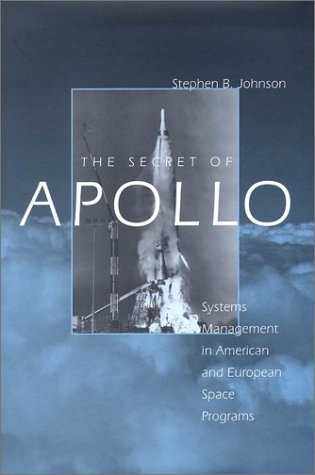 Stephen B. Johnson
THE SECRET OF
APOLLO
Systems
Management
in American
and European
Space
Programs